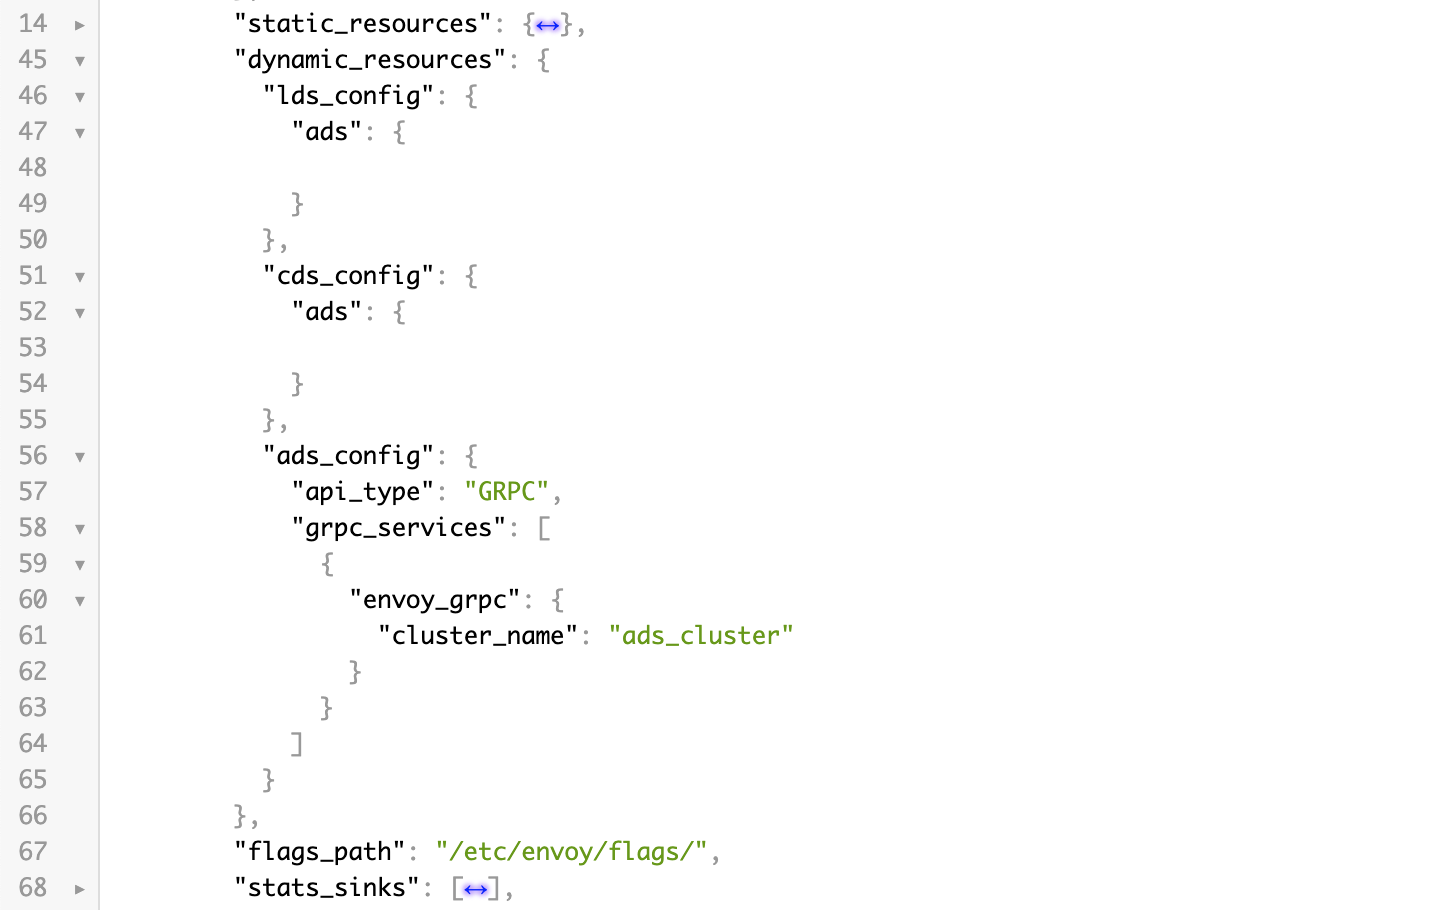 14 ▸ "static_resources": {↔},
45 ▾ "dynamic_resources": {
46 ▾ "lds_config": {
47 ▾ "ads": {
48
49 }
50 },
51 ▾ "cds_config": {
52 ▾ "ads": {
53
54 }
55 },
56 ▾ "ads_config": {
57 "api_type": "GRPC",
58 ▾ "grpc_services": [
59 ▾ {
60 ▾ "envoy_grpc": {
61 "cluster_name": "ads_cluster"
62 }
63 }
64 ]
65 }
66 },
67 "flags_path": "/etc/envoy/flags/",
68 ▸ "stats_sinks": [↔],